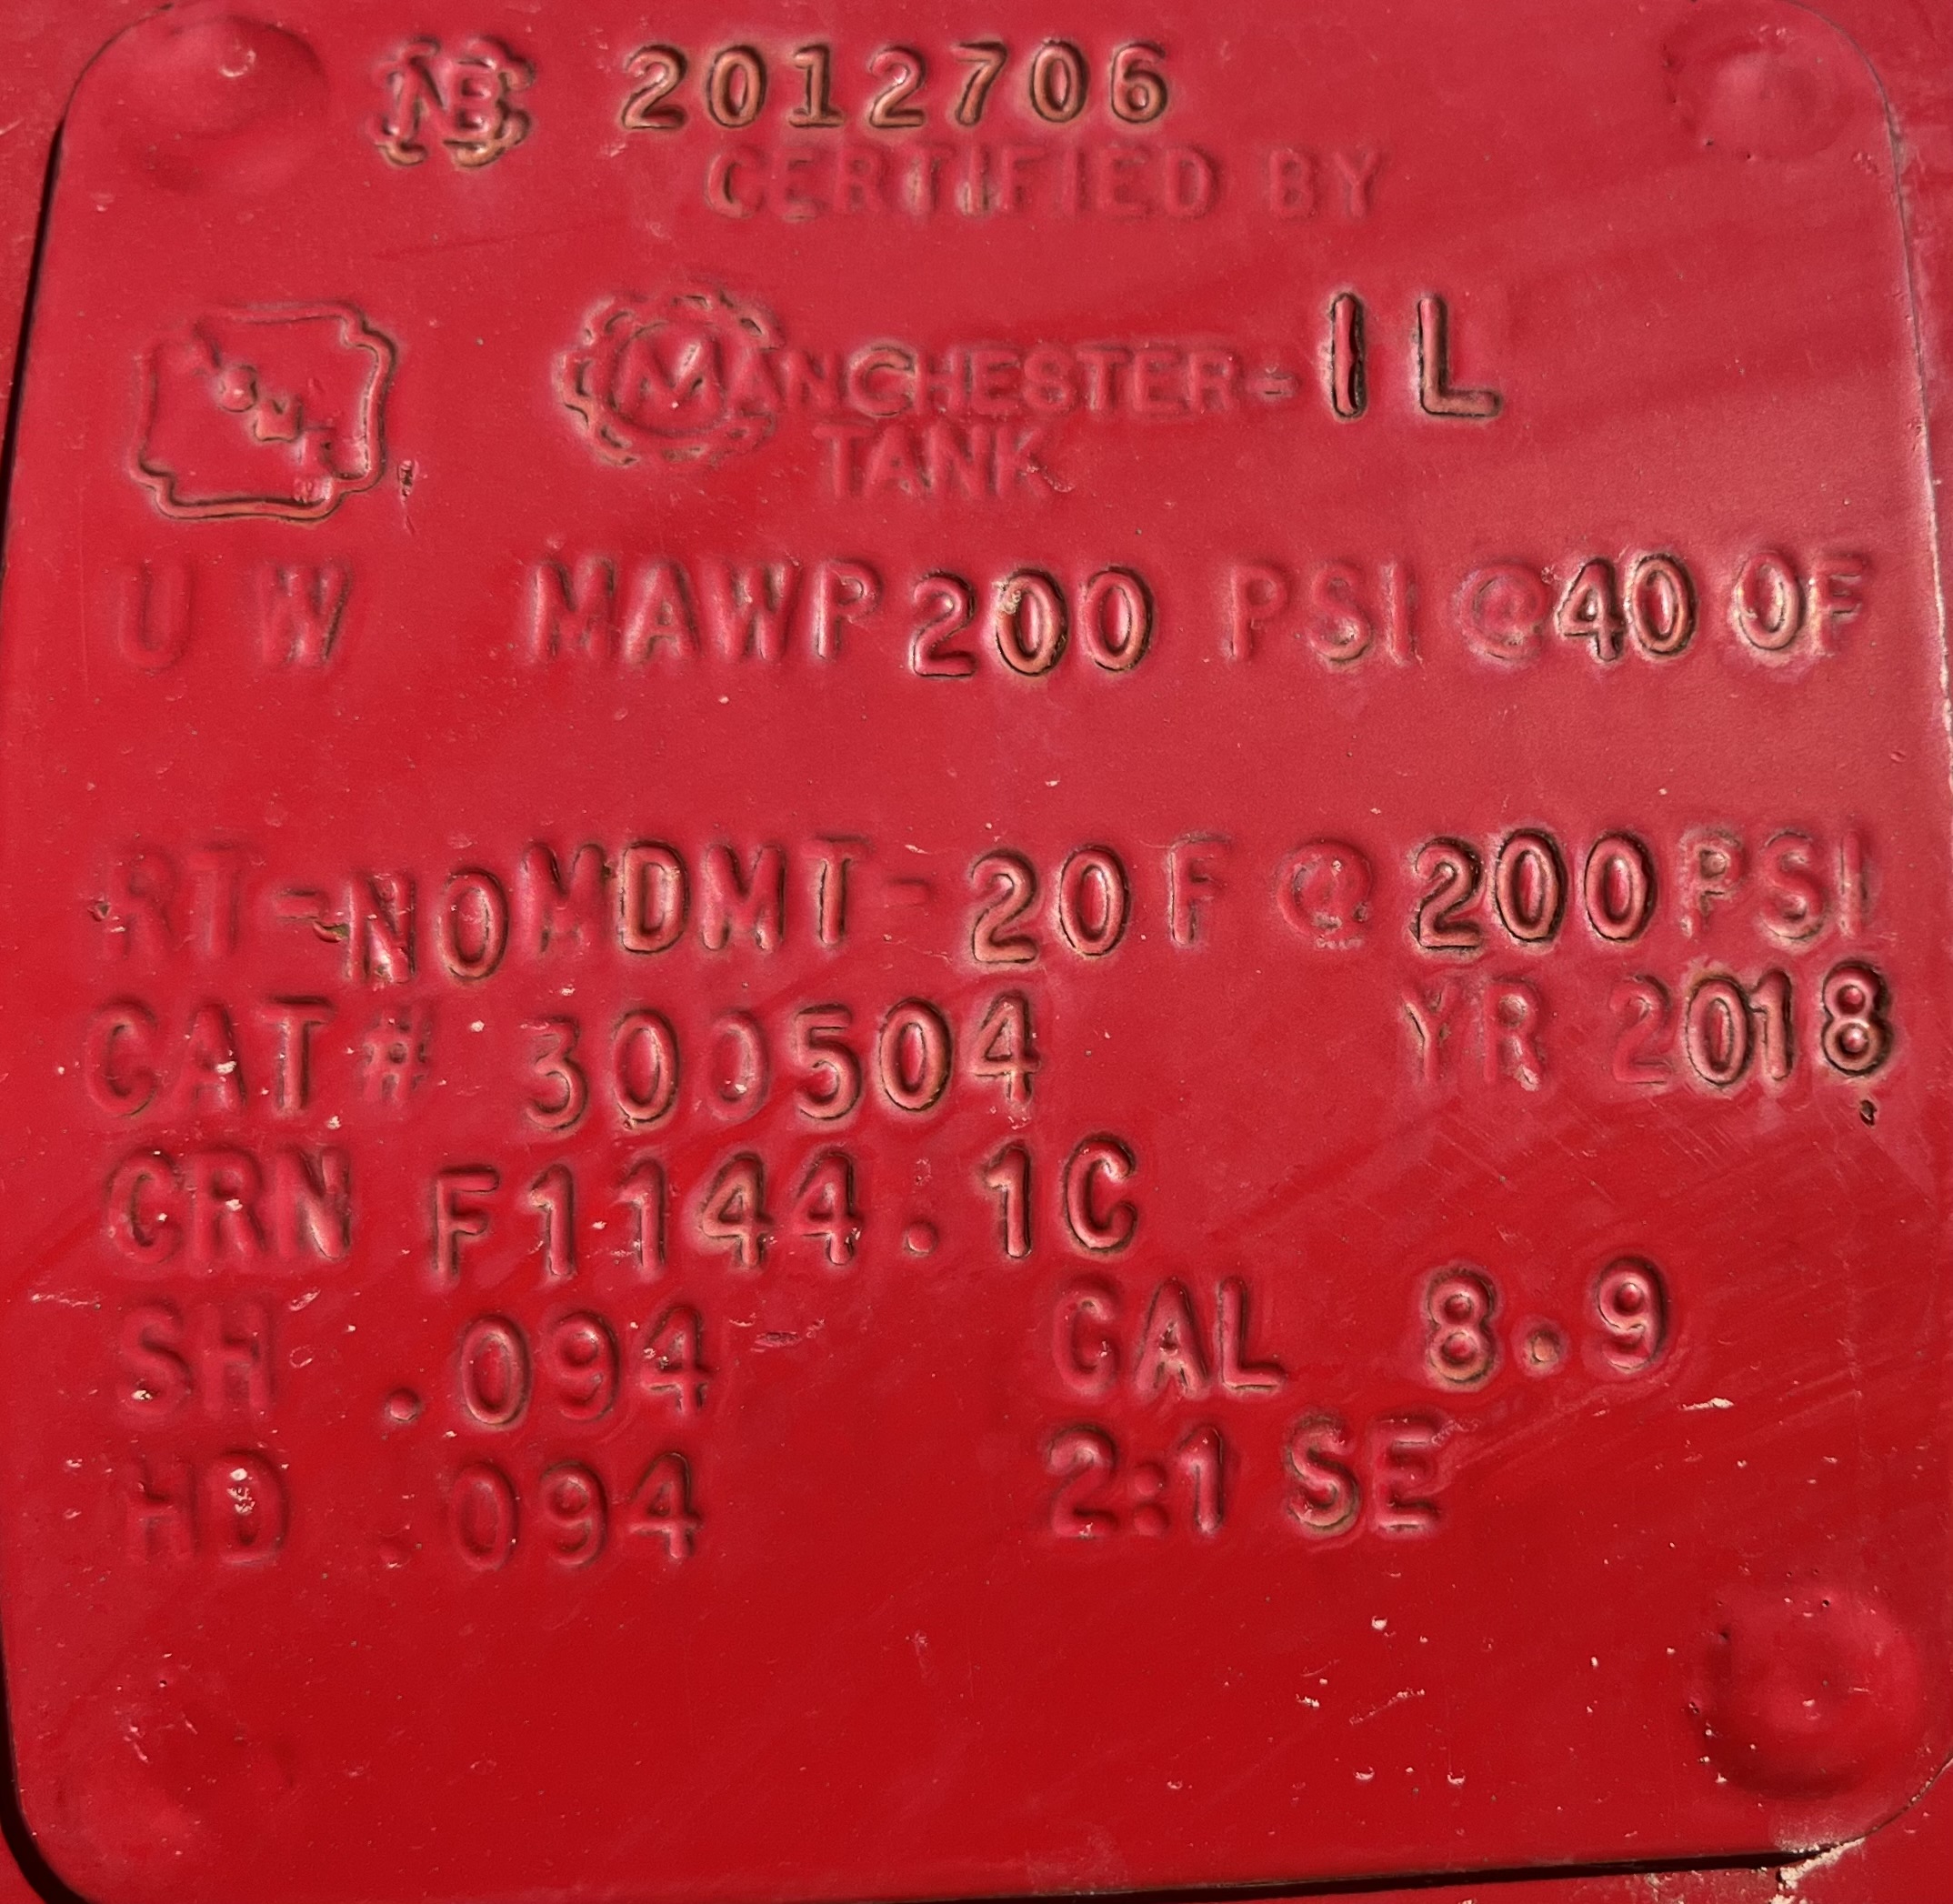 NB 2012706
CERTIFIED BY
MANCHESTER-IL
TANK
U W MAWP 200 PSI @ 400F
RT-NO MDMT-20F @ 200 PSI
CAT# 300504 YR 2018
CRN F1144.1C
SH .094 GAL 8.9
HD .094 2:1 SE